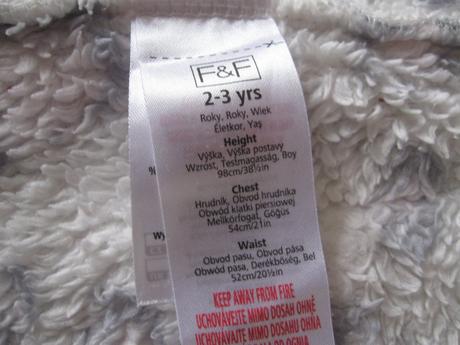 F&F
2-3 yrs
Roky, Roky, Wiek
Életkor, Yaş
Height
Výška, Výška postavy
Wzrost, Testmagasság, Boy
98cm/38½in
Chest
Hrudník, Obvod hrudníka
Obwód klatki piersiowej
Mellkörfogat, Göğüs
54cm/21in
Waist
Obvod pasu, Obvod pása
Obwód pasa, Derékbőség, Bel
52cm/20½in
KEEP AWAY FROM FIRE
UCHOVÁVEJTE MIMO DOSAH OHNĚ
UCHOVÁVAJTE MIMO DOSAHU OHŇA